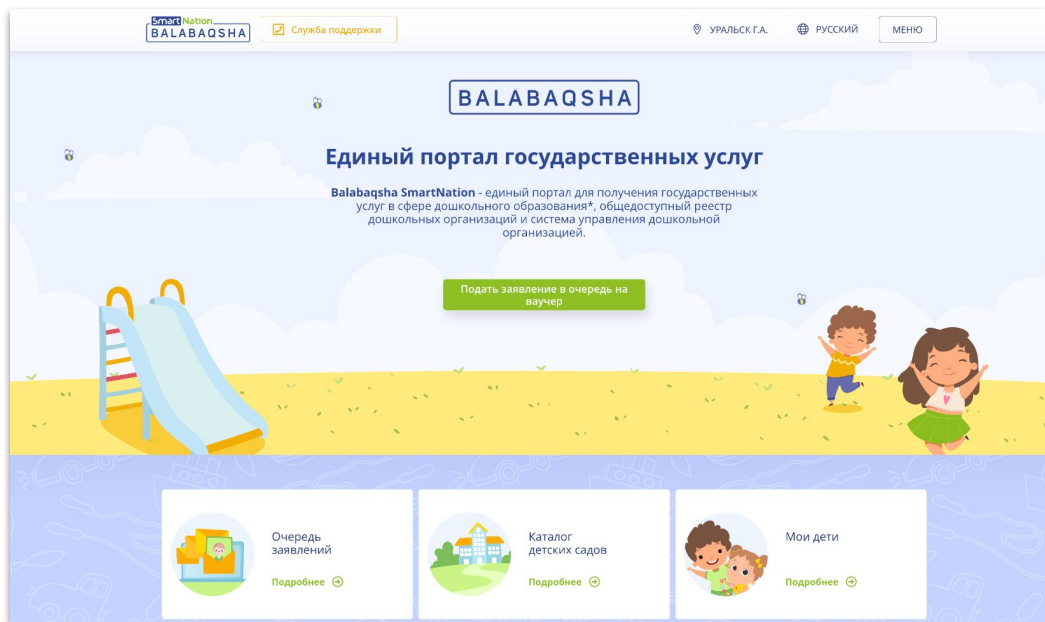 SmartNation
BALABAQSHA
Служба поддержки
УРАЛЬСК Г.А.
РУССКИЙ
МЕНЮ
BALABAQSHA
Единый портал государственных услуг
Balabaqsha SmartNation - единый портал для получения государственных
услуг в сфере дошкольного образования*, общедоступный реестр
дошкольных организаций и система управления дошкольной
организацией.
Подать заявление в очередь на
ваучер
Очередь
заявлений
Подробнее
Каталог
детских садов
Подробнее
Мои дети
Подробнее